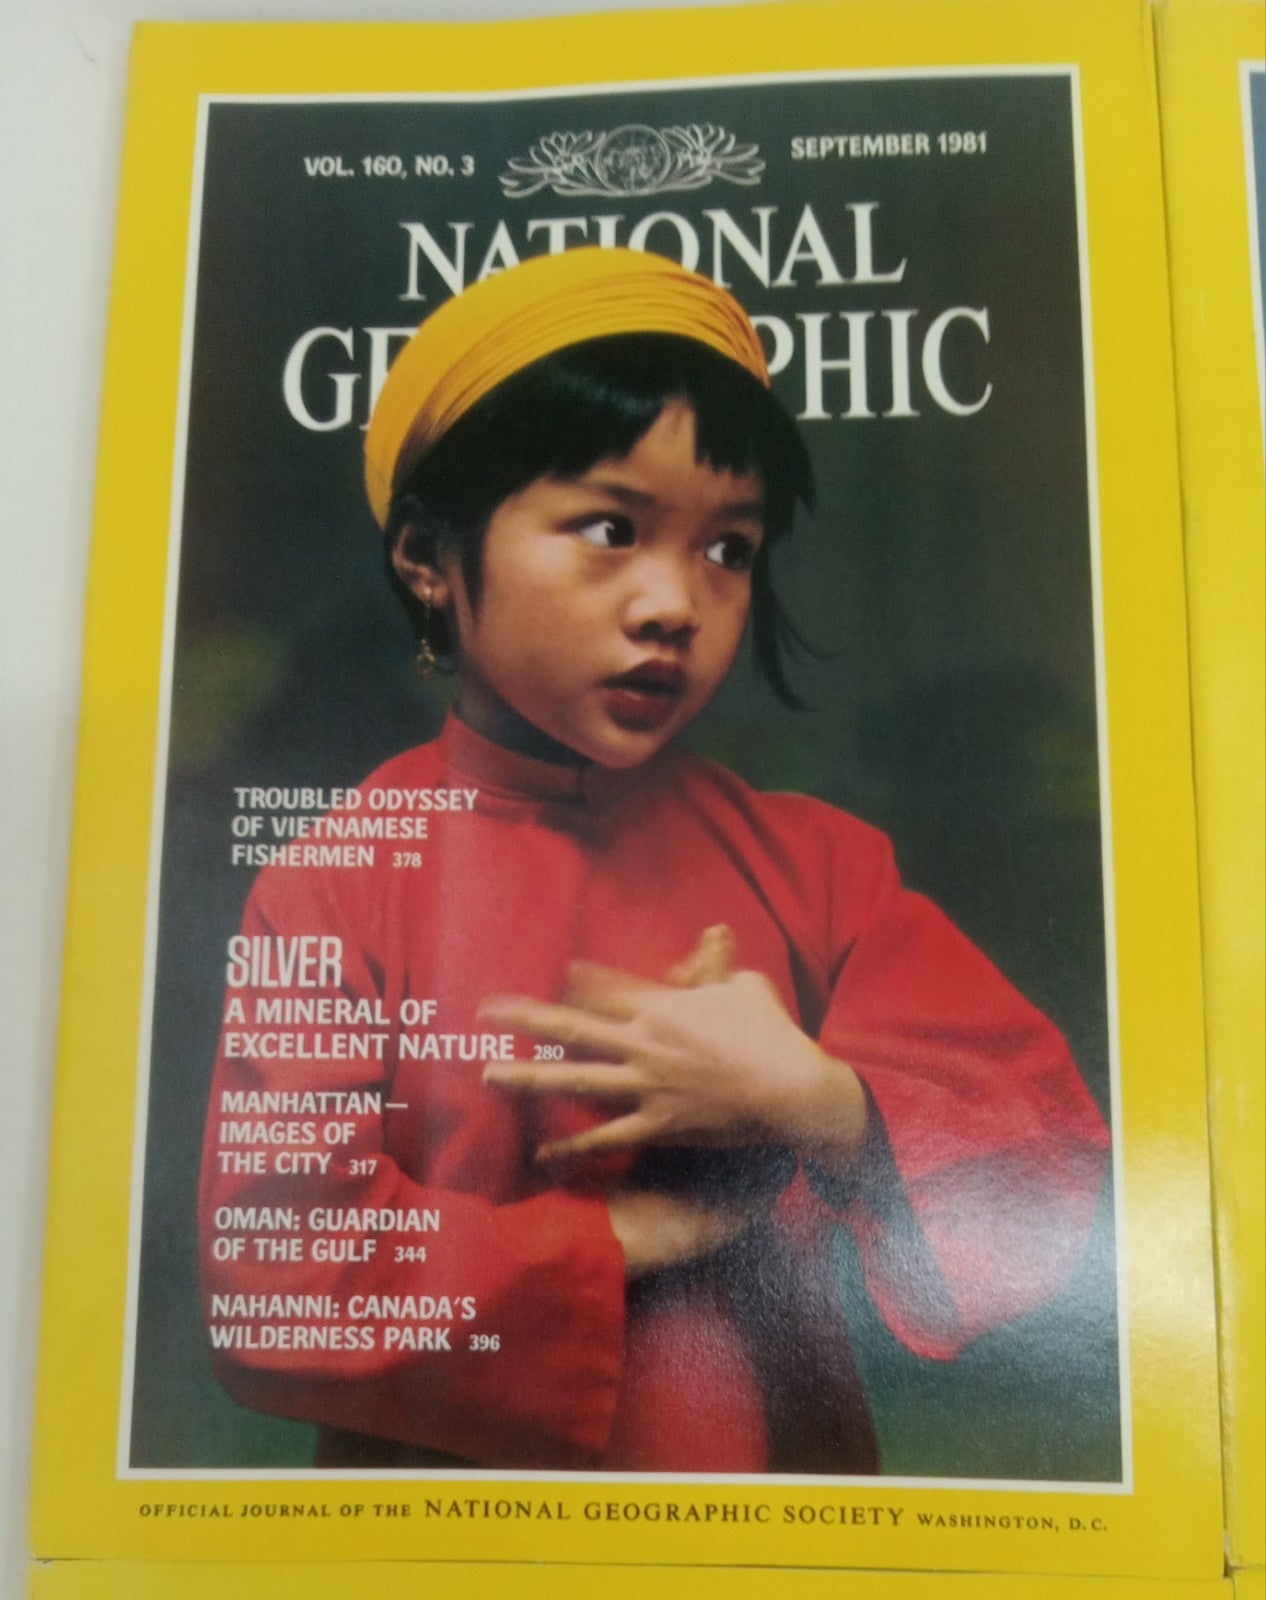 VOL. 160, NO. 3
SEPTEMBER 1981
NATIONAL
GE PHIC
TROUBLED ODYSSEY
OF VIETNAMESE
FISHERMEN 378
SILVER
A MINERAL OF
EXCELLENT NATURE 280
MANHATTAN—
IMAGES OF
THE CITY 317
OMAN: GUARDIAN
OF THE GULF 344
NAHANNI: CANADA'S
WILDERNESS PARK 396
OFFICIAL JOURNAL OF THE NATIONAL GEOGRAPHIC SOCIETY WASHINGTON, D.C.